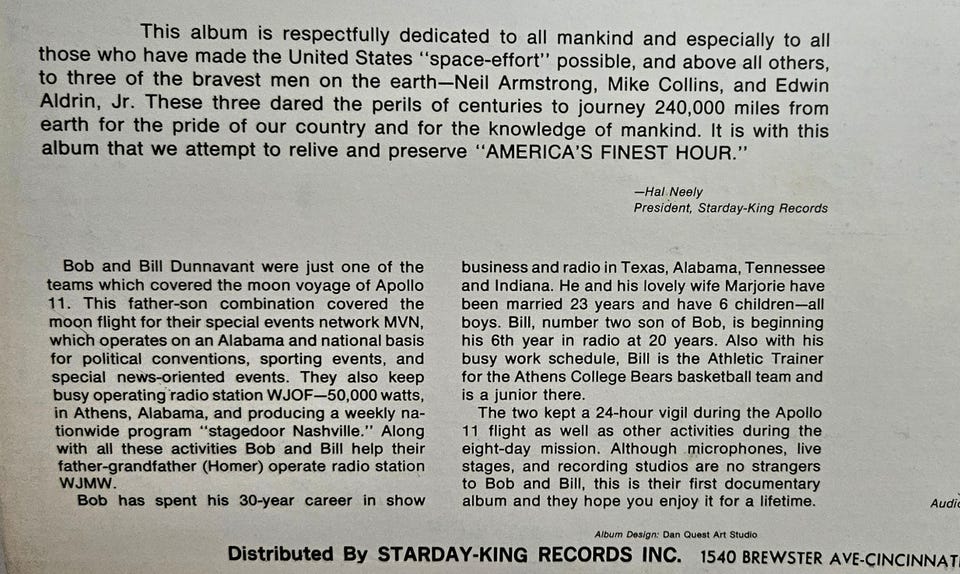 This album is respectfully dedicated to all mankind and especially to all
those who have made the United States "space-effort" possible, and above all others,
to three of the bravest men on the earth—Neil Armstrong, Mike Collins, and Edwin
Aldrin, Jr. These three dared the perils of centuries to journey 240,000 miles from
earth for the pride of our country and for the knowledge of mankind. It is with this
album that we attempt to relive and preserve "AMERICA'S FINEST HOUR."
—Hal Neely
President, Starday-King Records
Bob and Bill Dunnavant were just one of the
teams which covered the moon voyage of Apollo
11. This father-son combination covered the
moon flight for their special events network MVN,
which operates on an Alabama and national basis
for political conventions, sporting events, and
special news-oriented events. They also keep
busy operating radio station WJOF—50,000 watts,
in Athens, Alabama, and producing a weekly na-
tionwide program "stagedoor Nashville." Along
with all these activities Bob and Bill help their
father-grandfather (Homer) operate radio station
WJMW.
Bob has spent his 30-year career in show
business and radio in Texas, Alabama, Tennessee
and Indiana. He and his lovely wife Marjorie have
been married 23 years and have 6 children—all
boys. Bill, number two son of Bob, is beginning
his 6th year in radio at 20 years. Also with his
busy work schedule, Bill is the Athletic Trainer
for the Athens College Bears basketball team and
is a junior there.
The two kept a 24-hour vigil during the Apollo
11 flight as well as other activities during the
eight-day mission. Although microphones, live
stages, and recording studios are no strangers
to Bob and Bill, this is their first documentary
album and they hope you enjoy it for a lifetime.
Audio
Album Design: Dan Quest Art Studio
Distributed By STARDAY-KING RECORDS INC. 1540 BREWSTER AVE-CINCINNAT